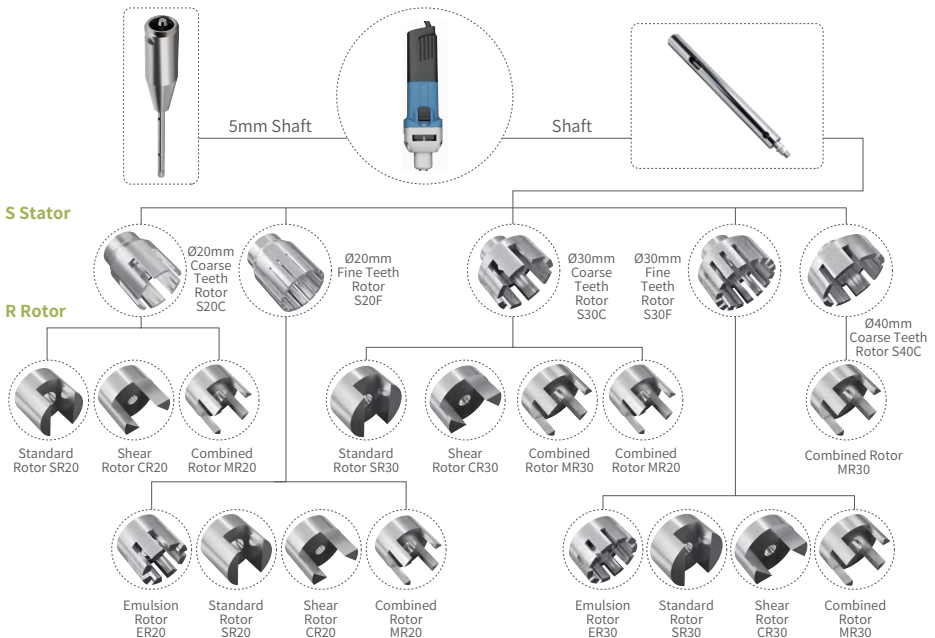 5mm Shaft
Shaft
S Stator
Ø20mm
Coarse
Teeth
Rotor
S20C
Ø20mm
Fine Teeth
Rotor
S20F
Ø30mm
Coarse
Teeth
Rotor
S30C
Ø30mm
Fine
Teeth
Rotor
S30F
Ø40mm
Coarse Teeth
Rotor S40C
R Rotor
Standard
Rotor SR20
Shear
Rotor CR20
Combined
Rotor MR20
Standard
Rotor SR30
Shear
Rotor CR30
Combined
Rotor MR30
Combined
Rotor MR20
Combined Rotor
MR30
Emulsion
Rotor
ER20
Standard
Rotor
SR20
Shear
Rotor
CR20
Combined
Rotor
MR20
Emulsion
Rotor
ER30
Standard
Rotor
SR30
Shear
Rotor
CR30
Combined
Rotor
MR30